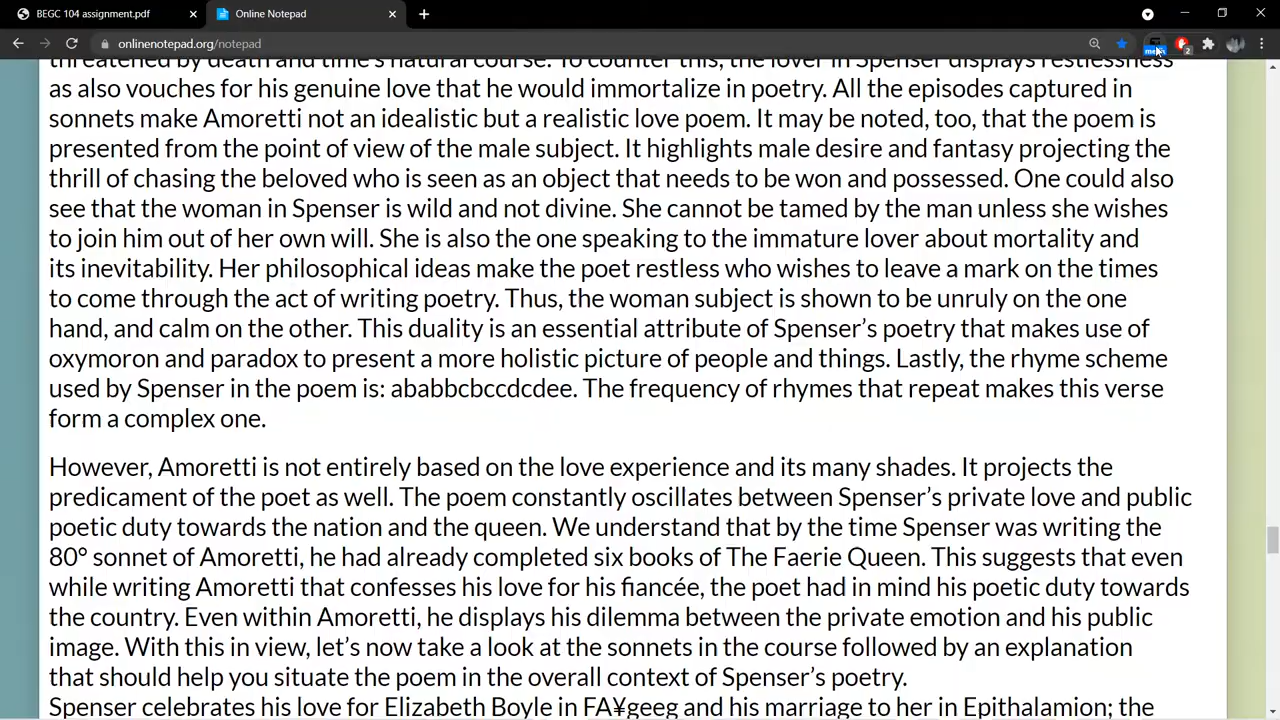 BEGC 104 assignment.pdf
Online Notepad
onlinenotepad.org/notepad
2
threatened by death and time's natural course. To counter this, the lover in Spenser displays restlessness
as also vouches for his genuine love that he would immortalize in poetry. All the episodes captured in
sonnets make Amoretti not an idealistic but a realistic love poem. It may be noted, too, that the poem is
presented from the point of view of the male subject. It highlights male desire and fantasy projecting the
thrill of chasing the beloved who is seen as an object that needs to be won and possessed. One could also
see that the woman in Spenser is wild and not divine. She cannot be tamed by the man unless she wishes
to join him out of her own will. She is also the one speaking to the immature lover about mortality and
its inevitability. Her philosophical ideas make the poet restless who wishes to leave a mark on the times
to come through the act of writing poetry. Thus, the woman subject is shown to be unruly on the one
hand, and calm on the other. This duality is an essential attribute of Spenser’s poetry that makes use of
oxymoron and paradox to present a more holistic picture of people and things. Lastly, the rhyme scheme
used by Spenser in the poem is: ababbcbccdcdee. The frequency of rhymes that repeat makes this verse
form a complex one.
However, Amoretti is not entirely based on the love experience and its many shades. It projects the
predicament of the poet as well. The poem constantly oscillates between Spenser’s private love and public
poetic duty towards the nation and the queen. We understand that by the time Spenser was writing the
80° sonnet of Amoretti, he had already completed six books of The Faerie Queen. This suggests that even
while writing Amoretti that confesses his love for his fiancée, the poet had in mind his poetic duty towards
the country. Even within Amoretti, he displays his dilemma between the private emotion and his public
image. With this in view, let’s now take a look at the sonnets in the course followed by an explanation
that should help you situate the poem in the overall context of Spenser’s poetry.
Spenser celebrates his love for Elizabeth Boyle in FA¥geeg and his marriage to her in Epithalamion; the